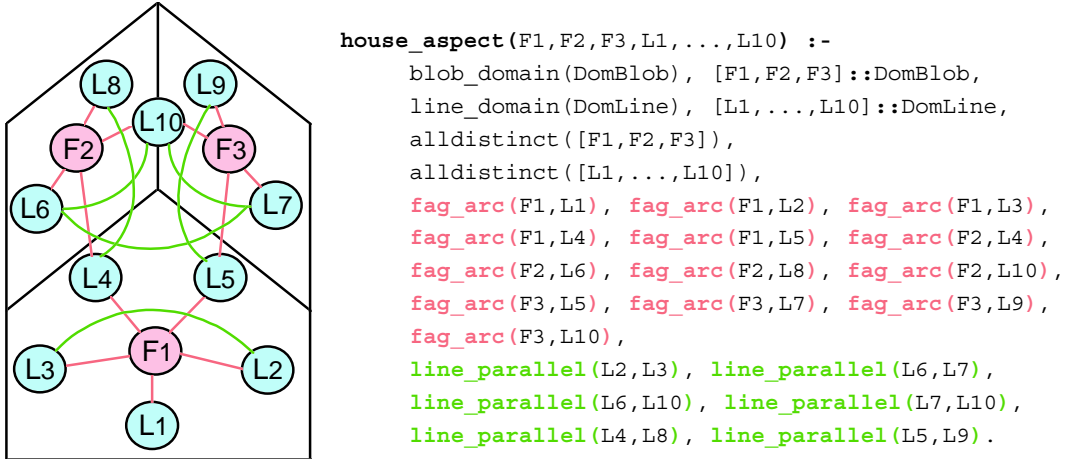 L8
L9
L10
F2
F3
L6
L7
L4
L5
F1
L3
L2
L1
house_aspect(F1,F2,F3,L1,...,L10) :-
blob_domain(DomBlob), [F1,F2,F3]::DomBlob,
line_domain(DomLine), [L1,...,L10]::DomLine,
alldistinct([F1,F2,F3]),
alldistinct([L1,...,L10]),
fag_arc(F1,L1), fag_arc(F1,L2), fag_arc(F1,L3),
fag_arc(F1,L4), fag_arc(F1,L5), fag_arc(F2,L4),
fag_arc(F2,L6), fag_arc(F2,L8), fag_arc(F2,L10),
fag_arc(F3,L5), fag_arc(F3,L7), fag_arc(F3,L9),
fag_arc(F3,L10),
line_parallel(L2,L3), line_parallel(L6,L7),
line_parallel(L6,L10), line_parallel(L7,L10),
line_parallel(L4,L8), line_parallel(L5,L9).